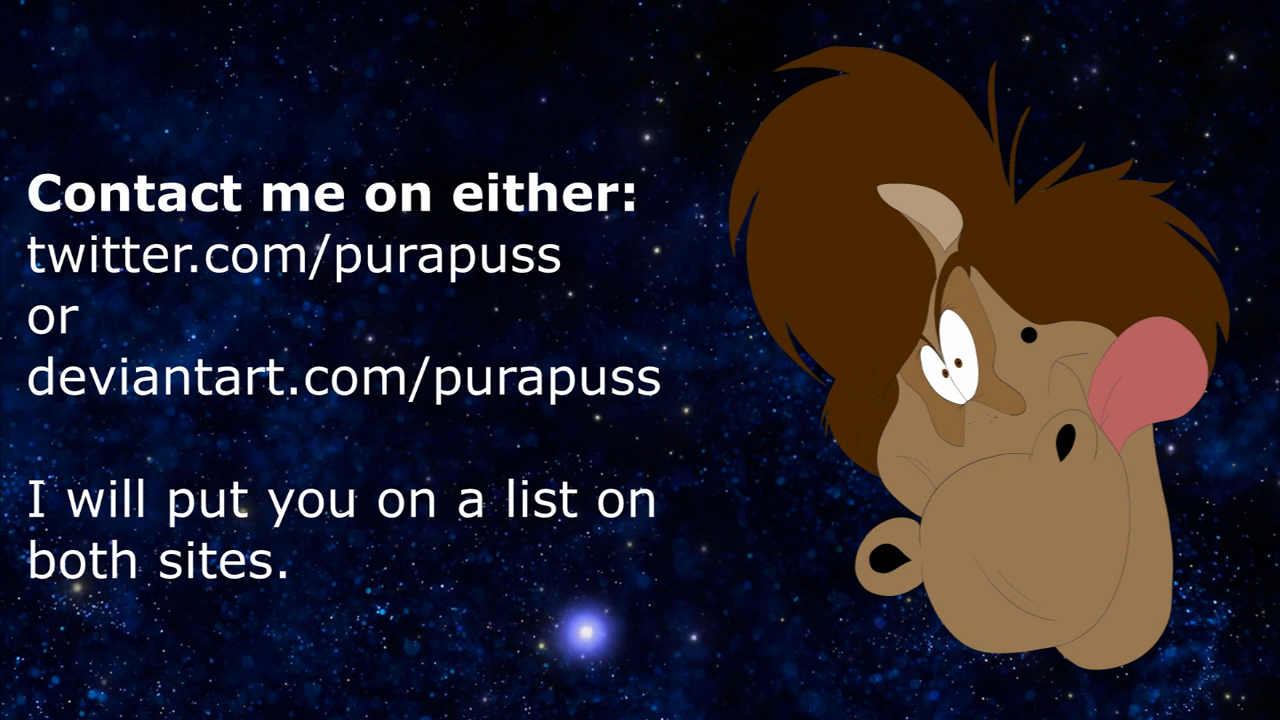 Contact me on either:
twitter.com/purapuss
or
deviantart.com/purapuss
I will put you on a list on
both sites.